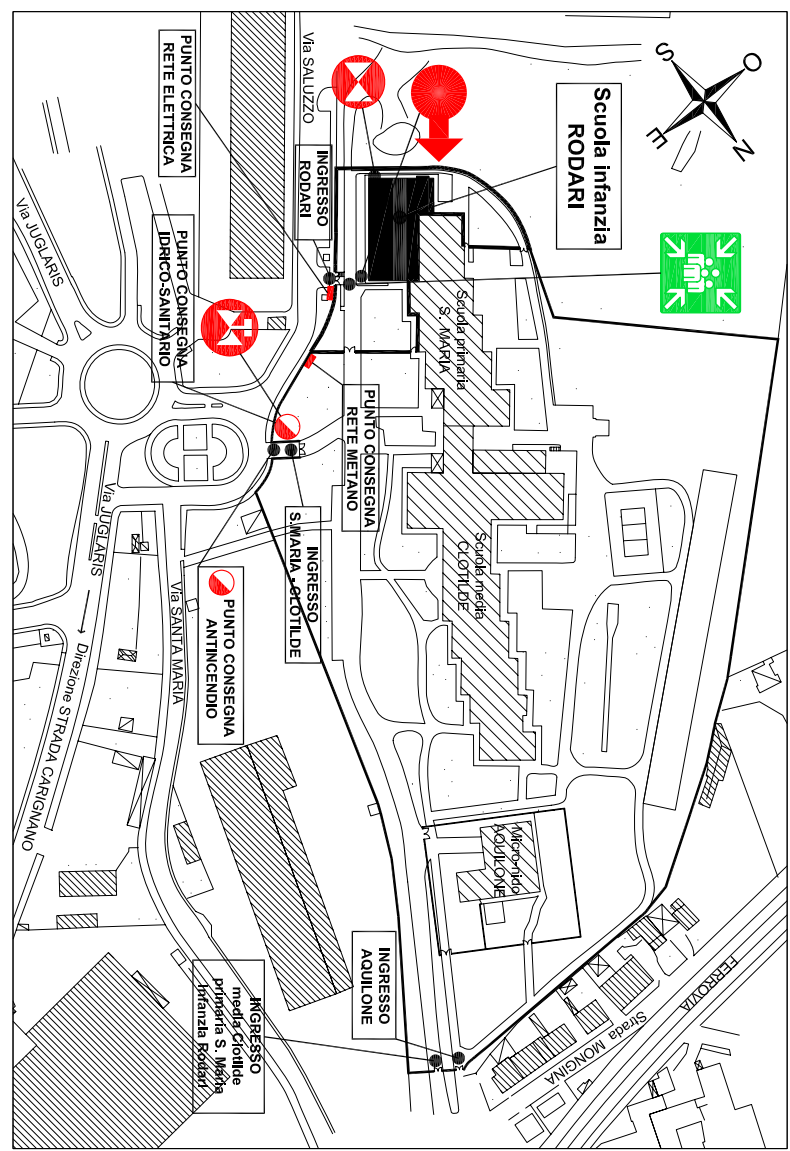 Scuola infanzia
RODARI
S
O
E
N
Via SALUZZO
PUNTO CONSEGNA
RETE ELETTRICA
INGRESSO
RODARI
Via JUGLARIS
PUNTO CONSEGNA
IDRICO-SANITARIO
Scuola primaria
S. MARIA
PUNTO CONSEGNA
RETE METANO
INGRESSO
S.MARIA - CLOTILDE
Scuola media
CLOTILDE
Via JUGLARIS
Direzione STRADA CARIGNANO
Via SANTA MARIA
PUNTO CONSEGNA
ANTINCENDIO
Micro-nido
AQUILONE
INGRESSO
AQUILONE
INGRESSO
media Clotilde
primaria S. Maria
Infanzia Rodari
FERROVIA
Strada MONGINA